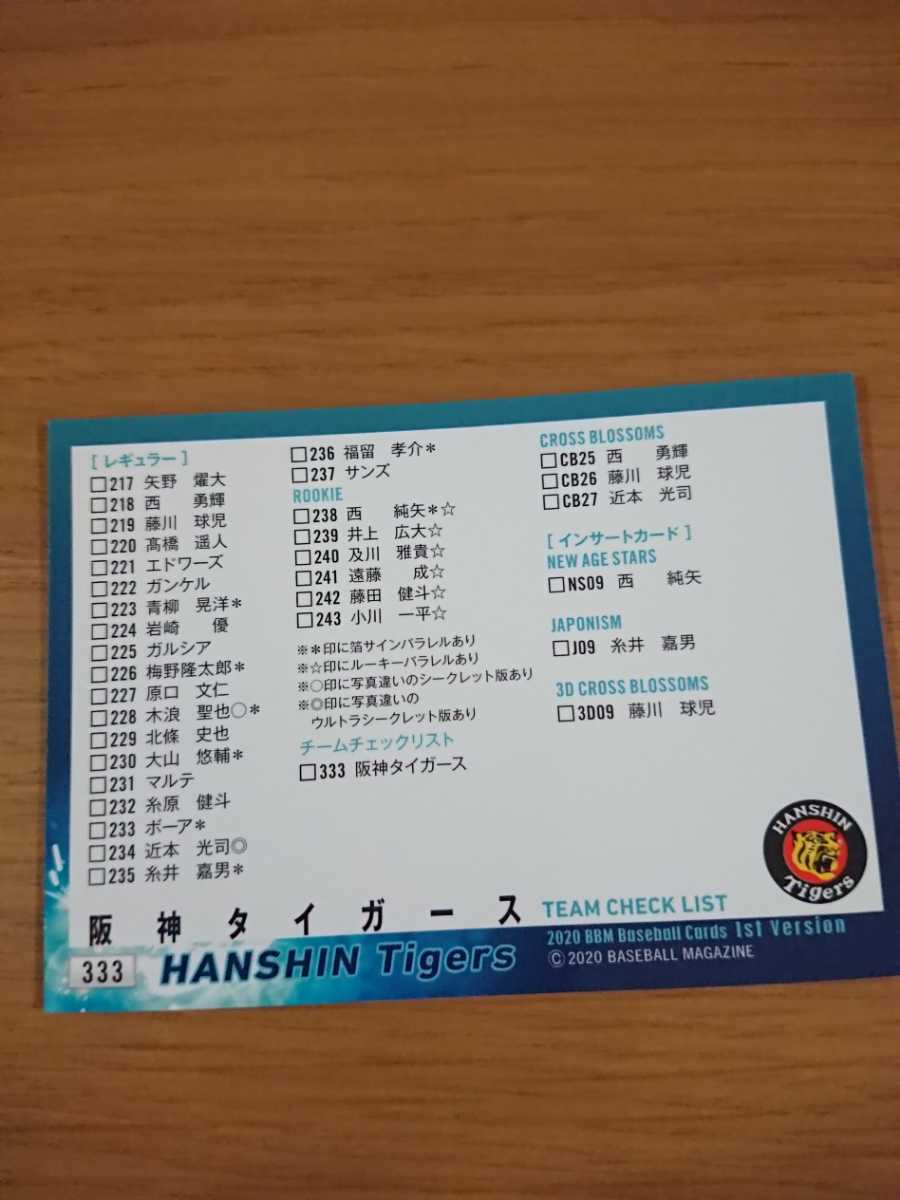 [ レギュラー ]
□217 矢野 燿大
□218 西 勇輝
□219 藤川 球児
□220 髙橋 遥人
□221 エドワーズ
□222 ガンケル
□223 青柳 晃洋＊
□224 岩崎 優
□225 ガルシア
□226 梅野隆太郎＊
□227 原口 文仁
□228 木浪 聖也○＊
□229 北條 史也
□230 大山 悠輔＊
□231 マルテ
□232 糸原 健斗
□233 ボーア＊
□234 近本 光司◎
□235 糸井 嘉男＊
□236 福留 孝介＊
□237 サンズ
ROOKIE
□238 西 純矢＊☆
□239 井上 広大☆
□240 及川 雅貴☆
□241 遠藤 成☆
□242 藤田 健斗☆
□243 小川 一平☆
※＊印に箔サインパラレルあり
※☆印にルーキーパラレルあり
※○印に写真違いのシークレット版あり
※◎印に写真違いの
ウルトラシークレット版あり
チームチェックリスト
□333 阪神タイガース
CROSS BLOSSOMS
□CB25 西 勇輝
□CB26 藤川 球児
□CB27 近本 光司
[ インサートカード ]
NEW AGE STARS
□NS09 西 純矢
JAPONISM
□J09 糸井 嘉男
3D CROSS BLOSSOMS
□3D09 藤川 球児
HANSHIN
Tigers
阪神タイガース TEAM CHECK LIST
333 HANSHIN Tigers
2020 BBM Baseball Cards 1st Version
© 2020 BASEBALL MAGAZINE